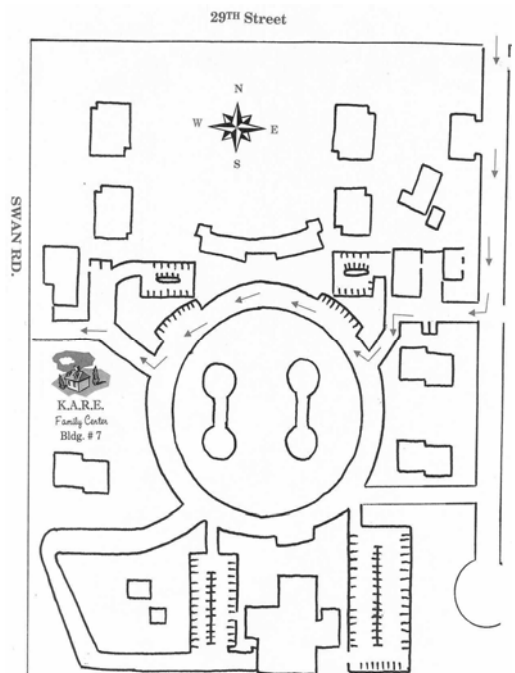 29TH Street
N
W
E
S
SWAN RD.
K.A.R.E.
Family Center
Bldg. # 7